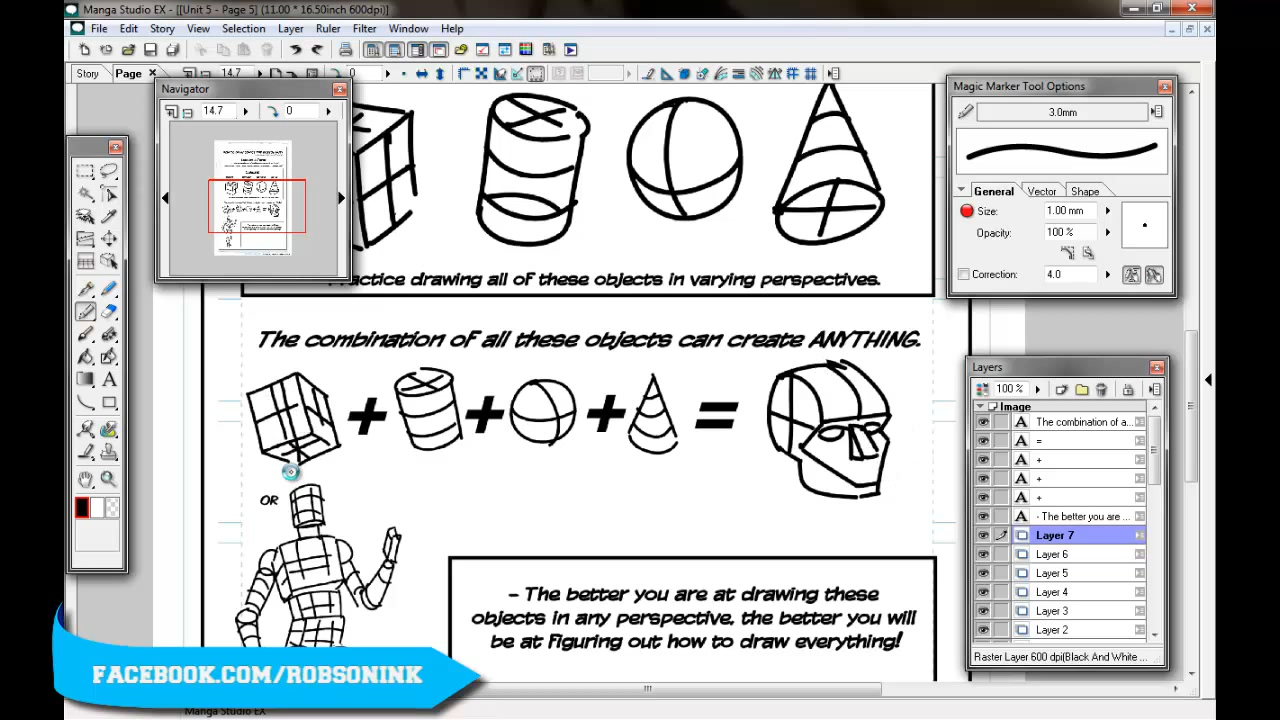 Manga Studio EX - [[Unit 5 - Page 5] (11.00 * 16.50inch 600dpi)]
File Edit Story View Selection Layer Ruler Filter Window Help
Story Page 14.7 0
Navigator
14.7 0
Magic Marker Tool Options
3.0mm
General Vector Shape
Size: 1.00 mm
Opacity: 100 %
Correction: 4.0
Practice drawing all of these objects in varying perspectives.
The combination of all these objects can create ANYTHING.
+ + + =
OR
- The better you are at drawing these
objects in any perspective, the better you will
be at figuring out how to draw everything!
Layers
100 %
Image
A The combination of a...
A =
A +
A +
A +
A - The better you are ...
Layer 7
Layer 6
Layer 5
Layer 4
Layer 3
Layer 2
Raster Layer 600 dpi(Black And White ...
FACEBOOK.COM/ROBSONINK
Manga Studio EX